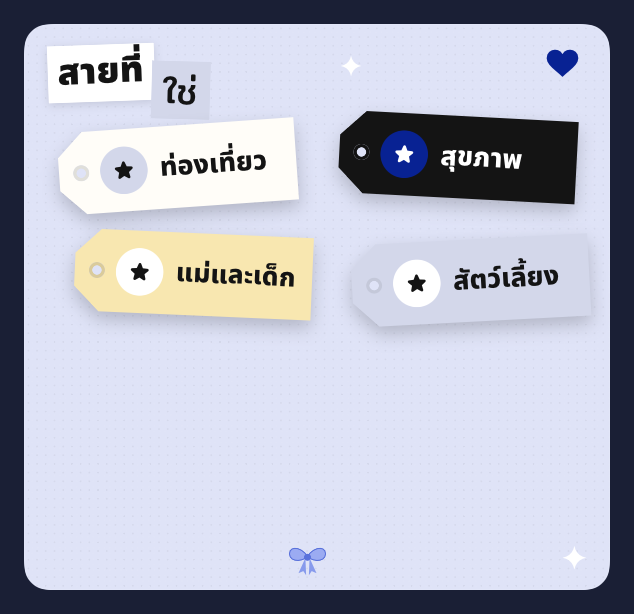 สายที่
ใช่
ท่องเที่ยว
สุขภาพ
แม่และเด็ก
สัตว์เลี้ยง